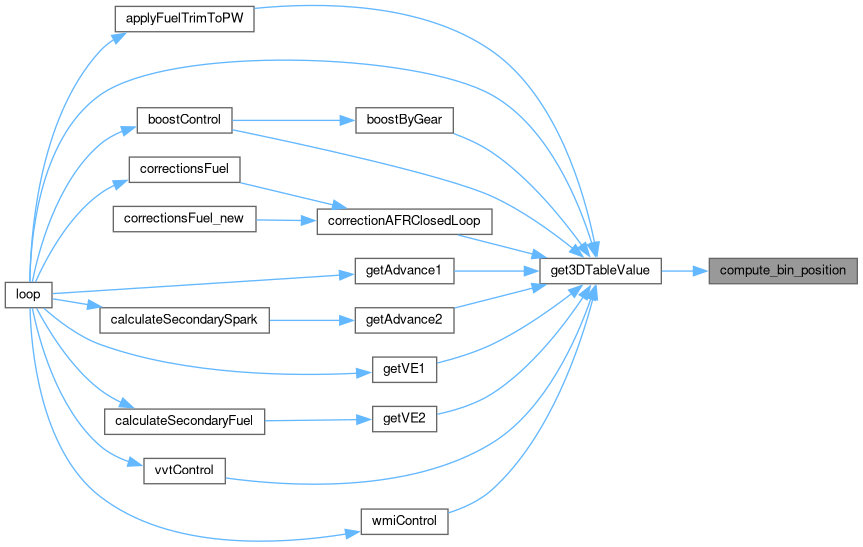 applyFuelTrimToPW
boostControl
boostByGear
correctionsFuel
correctionsFuel_new
correctionAFRClosedLoop
get3DTableValue
compute_bin_position
loop
getAdvance1
calculateSecondarySpark
getAdvance2
getVE1
calculateSecondaryFuel
getVE2
vvtControl
wmiControl